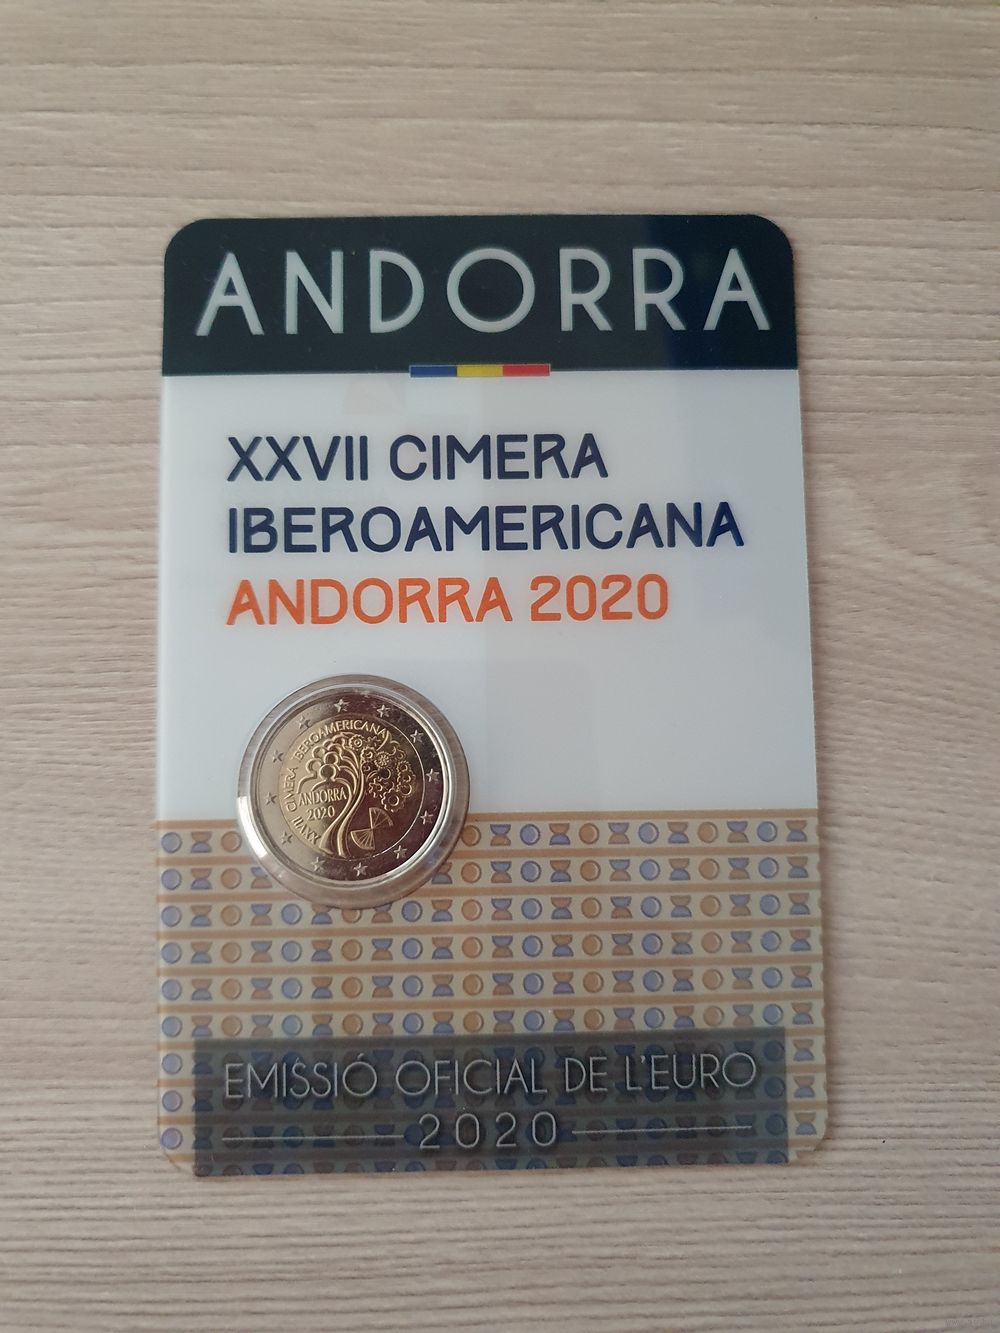 ANDORRA
XXVII CIMERA
IBEROAMERICANA
ANDORRA 2020
XXVII CIMERA IBEROAMERICANA
ANDORRA
2020
EMISSIÓ OFICIAL DE L'EURO
2020